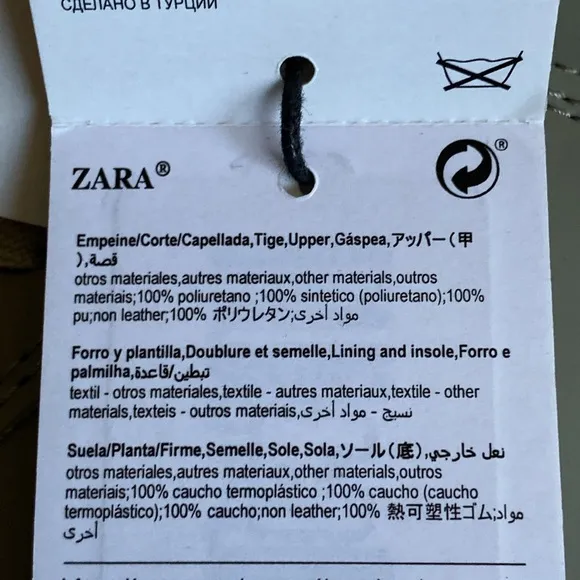 СДЕЛАНО В ТУРЦИИ
ZARA®
®
Empeine/Corte/Capellada,Tige,Upper,Gáspea,アッパー(甲
),قصة
otros materiales,autres materiaux,other materials,outros
materiais;100% poliuretano ;100% sintetico (poliuretano);100%
pu;non leather;100% ポリウレタン;مواد أخرى
Forro y plantilla,Doublure et semelle,Lining and insole,Forro e
palmilha,تبطين/قاعدة
textil - otros materiales,textile - autres materiaux,textile - other
materials,texteis - outros materiais,نسيج - مواد أخرى
Suela/Planta/Firme,Semelle,Sole,Sola,ソール(底),نعل خارجي
otros materiales,autres materiaux,other materials,outros
materiais;100% caucho termoplástico ;100% caucho (caucho
termoplástico);100% caucho;non leather;100% 熱可塑性ゴム;مواد
أخرى